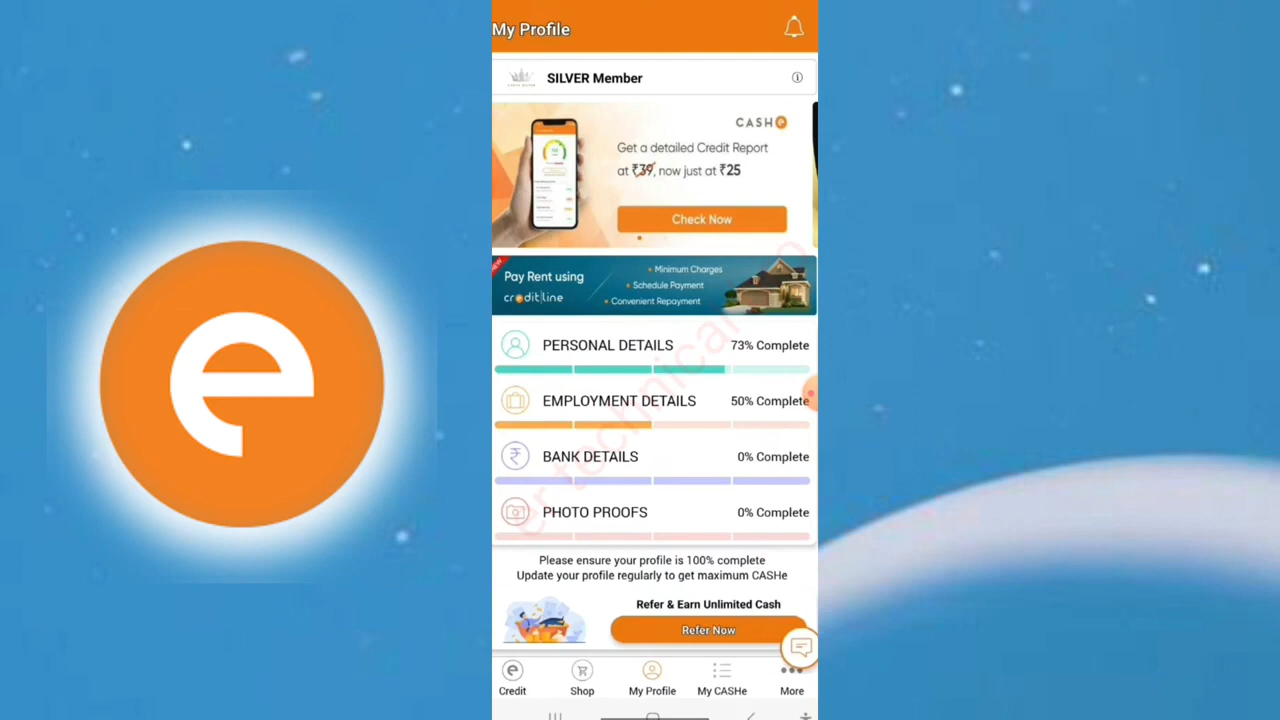 My Profile
SILVER Member
CASHe
Get a detailed Credit Report
at ₹39, now just at ₹25
Check Now
NEW
Pay Rent using
creditline
Minimum Charges
Schedule Payment
Convenient Repayment
PERSONAL DETAILS 73% Complete
EMPLOYMENT DETAILS 50% Complete
BANK DETAILS 0% Complete
PHOTO PROOFS 0% Complete
Please ensure your profile is 100% complete
Update your profile regularly to get maximum CASHe
Refer & Earn Unlimited Cash
Refer Now
Credit Shop My Profile My CASHe More
e